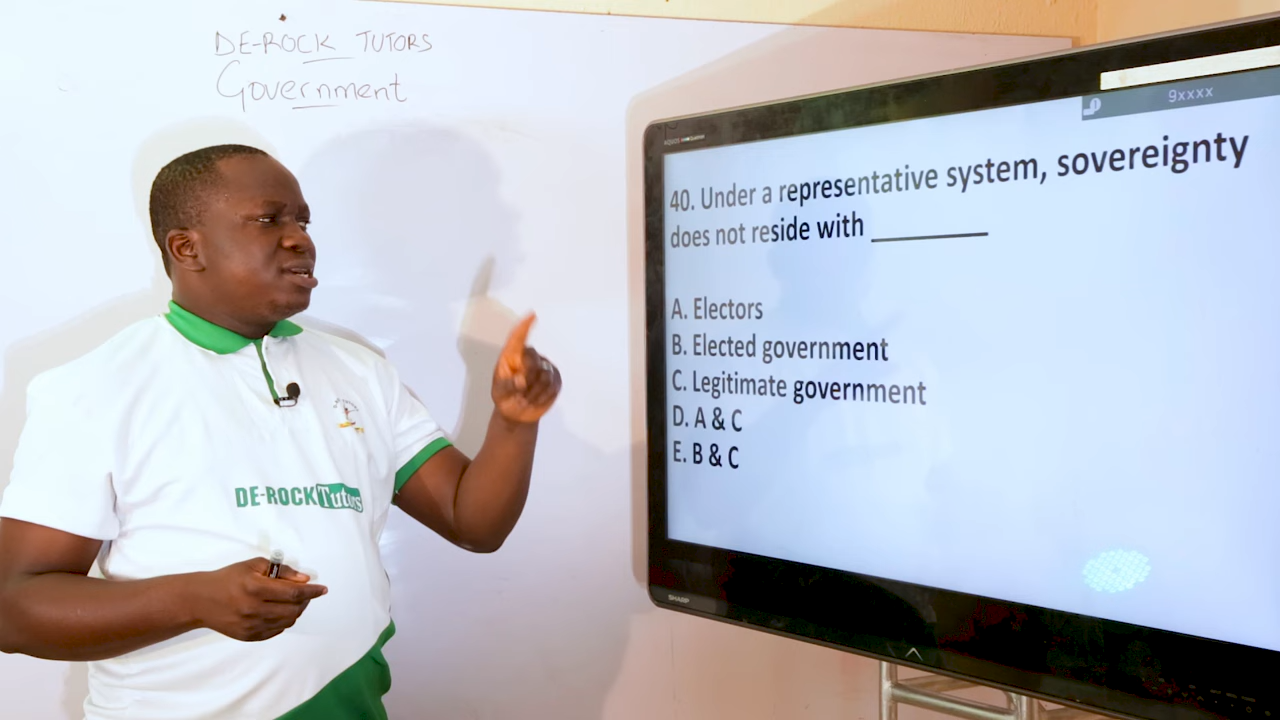 DE-ROCK TUTORS
Government
9xxxx
40. Under a representative system, sovereignty
does not reside with __________
A. Electors
B. Elected government
C. Legitimate government
D. A & C
E. B & C
DE-ROCK Tutors
SHARP